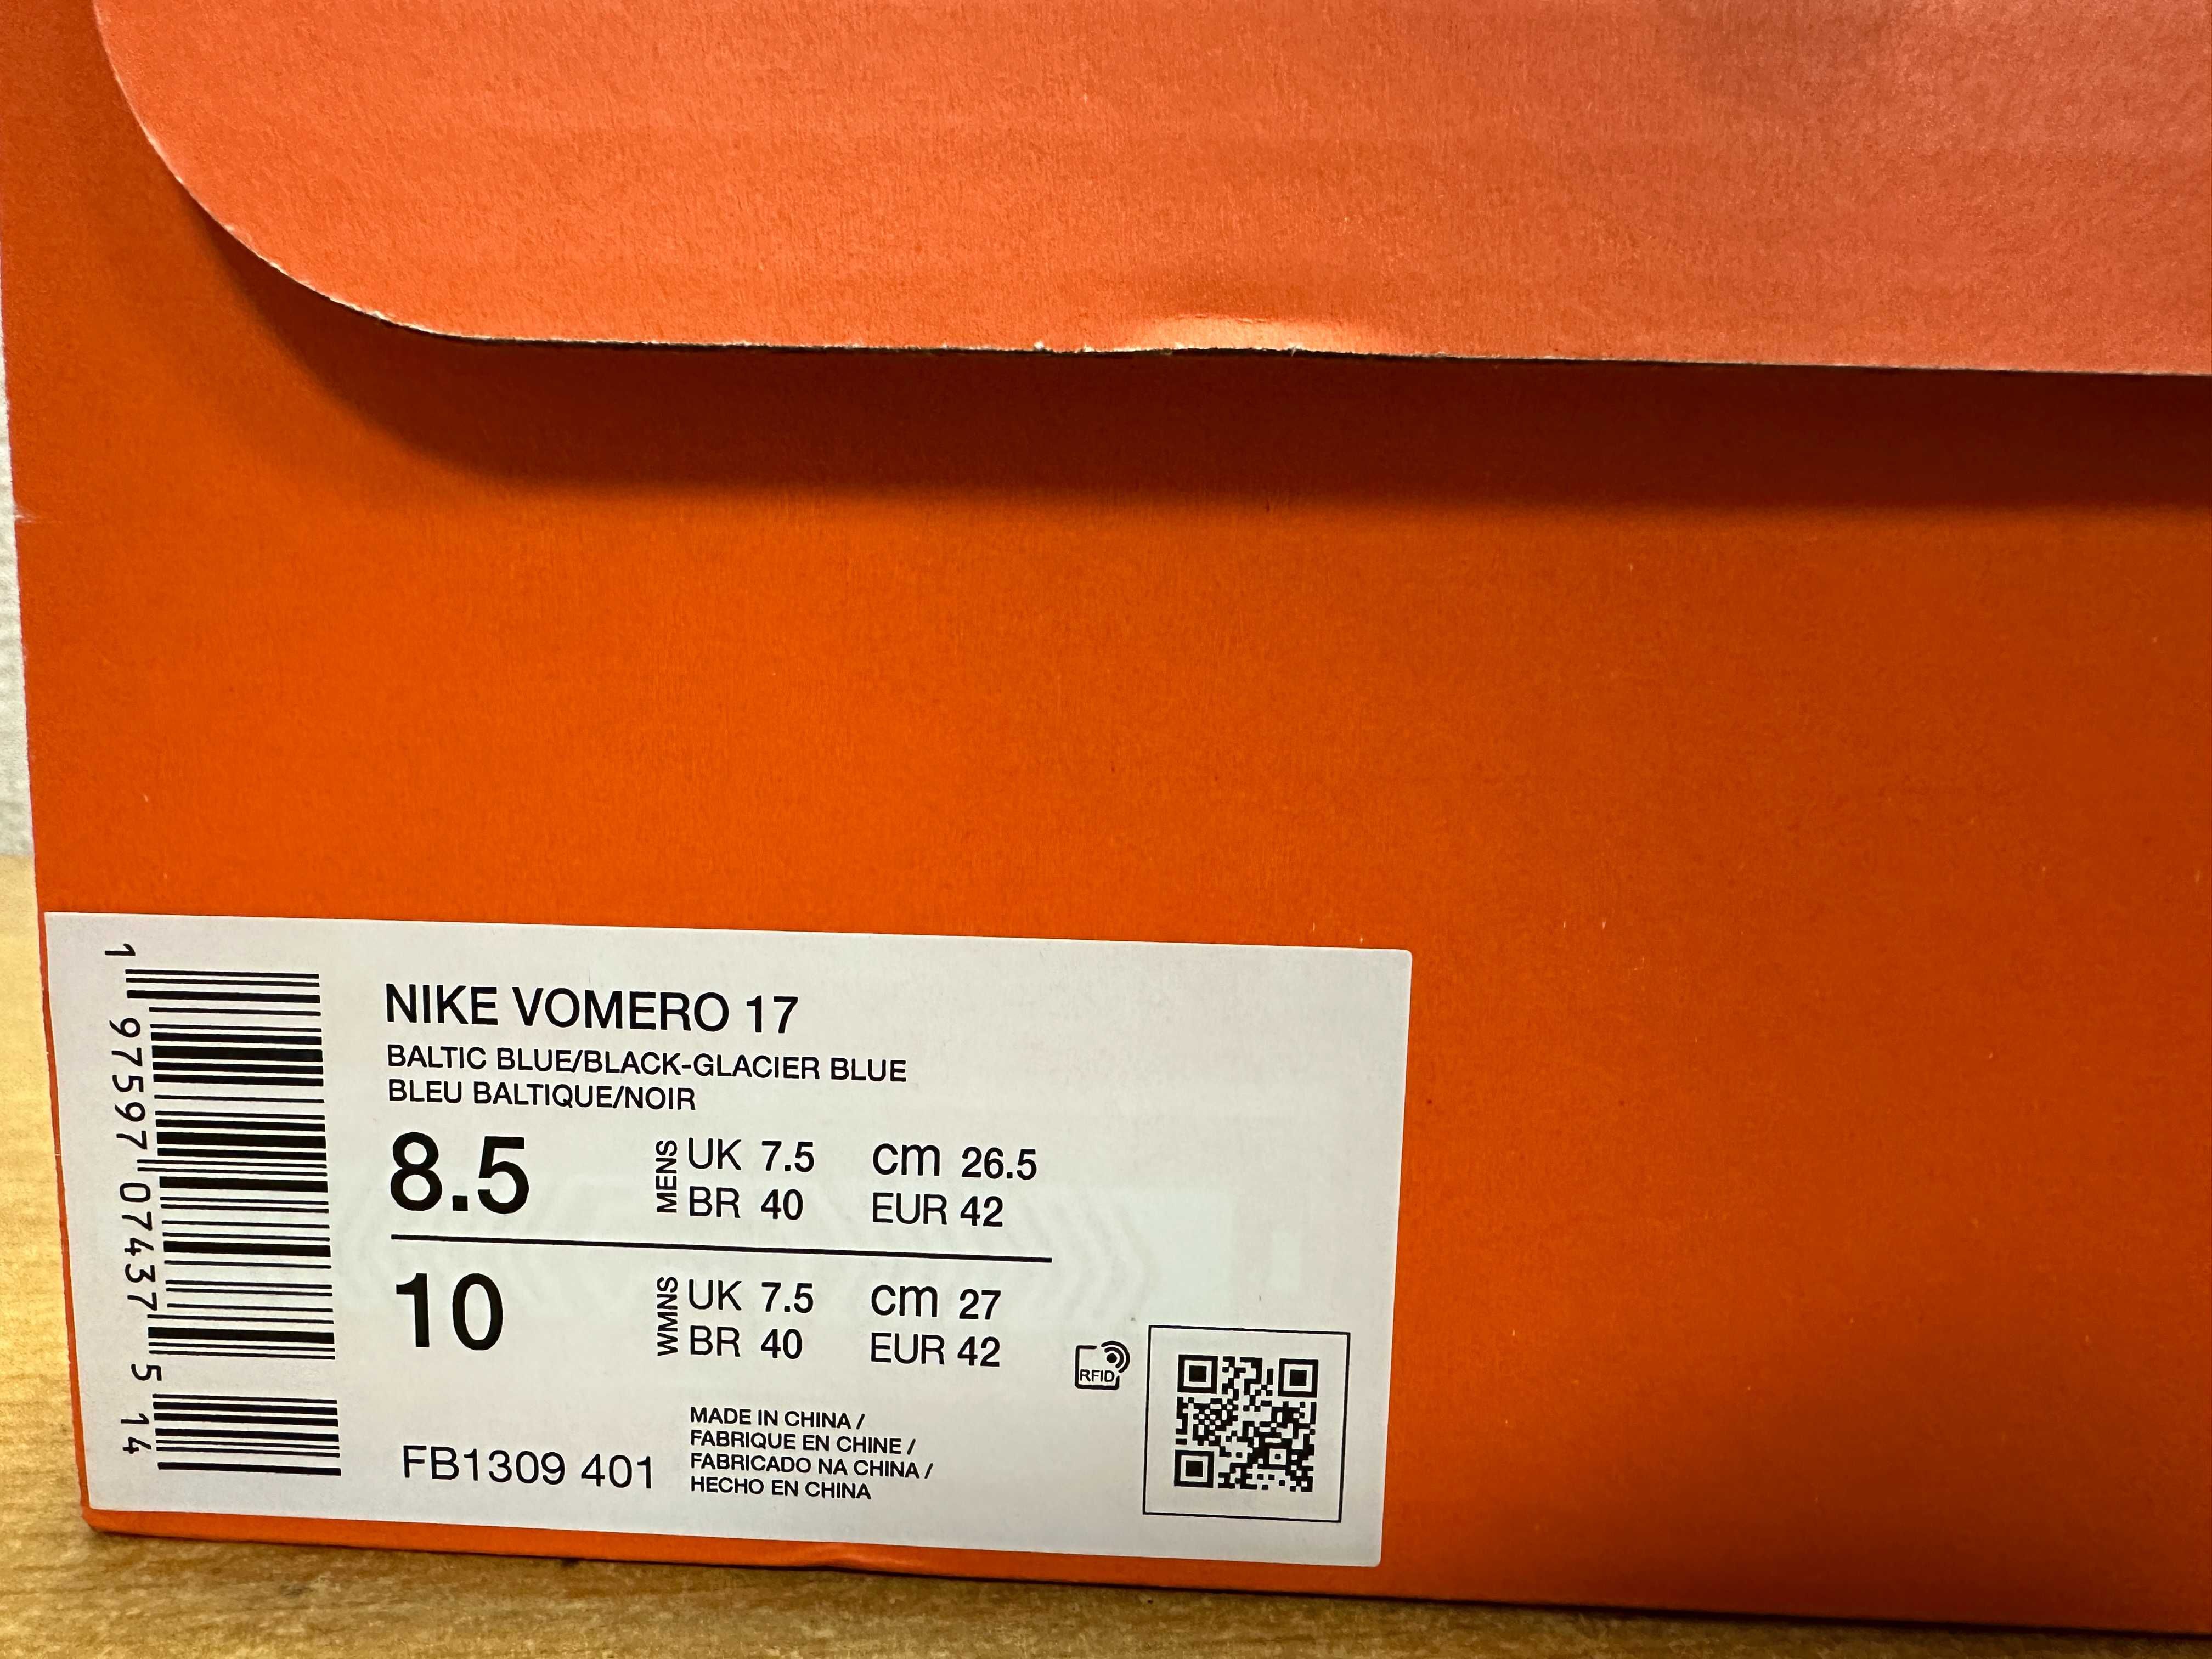 NIKE VOMERO 17
BALTIC BLUE/BLACK-GLACIER BLUE
BLEU BALTIQUE/NOIR
8.5 MENS UK 7.5 cm 26.5
BR 40 EUR 42
10 WMNS UK 7.5 cm 27
BR 40 EUR 42
RFID
MADE IN CHINA /
FABRIQUE EN CHINE /
FABRICADO NA CHINA /
HECHO EN CHINA
FB1309 401
1 97597 07437 5 14